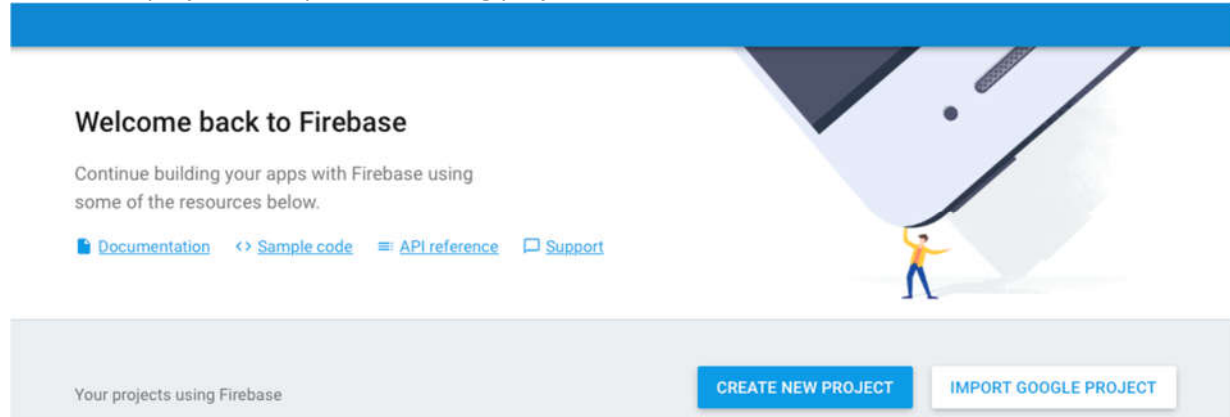 Welcome back to Firebase
Continue building your apps with Firebase using
some of the resources below.
Documentation <> Sample code API reference Support
CREATE NEW PROJECT IMPORT GOOGLE PROJECT
Your projects using Firebase